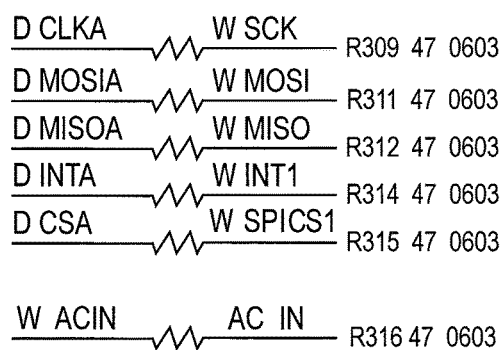 D CLKA W SCK R309 47 0603
D MOSIA W MOSI R311 47 0603
D MISOA W MISO R312 47 0603
D INTA W INT1 R314 47 0603
D CSA W SPICS1 R315 47 0603
W ACIN AC IN R316 47 0603